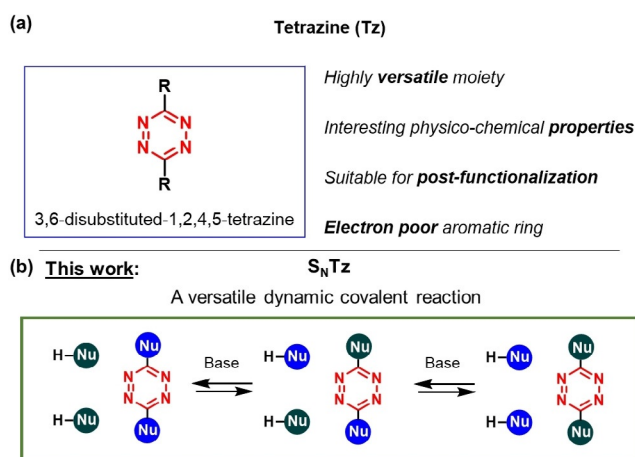 (a)
Tetrazine (Tz)
R
N N
N N
R
3,6-disubstituted-1,2,4,5-tetrazine
Highly versatile moiety
Interesting physico-chemical properties
Suitable for post-functionalization
Electron poor aromatic ring
(b) This work: SNTz
A versatile dynamic covalent reaction
H-Nu Nu Base H-Nu Nu Base H-Nu Nu
N N N N N N
N N N N N N
H-Nu Nu H-Nu Nu H-Nu Nu